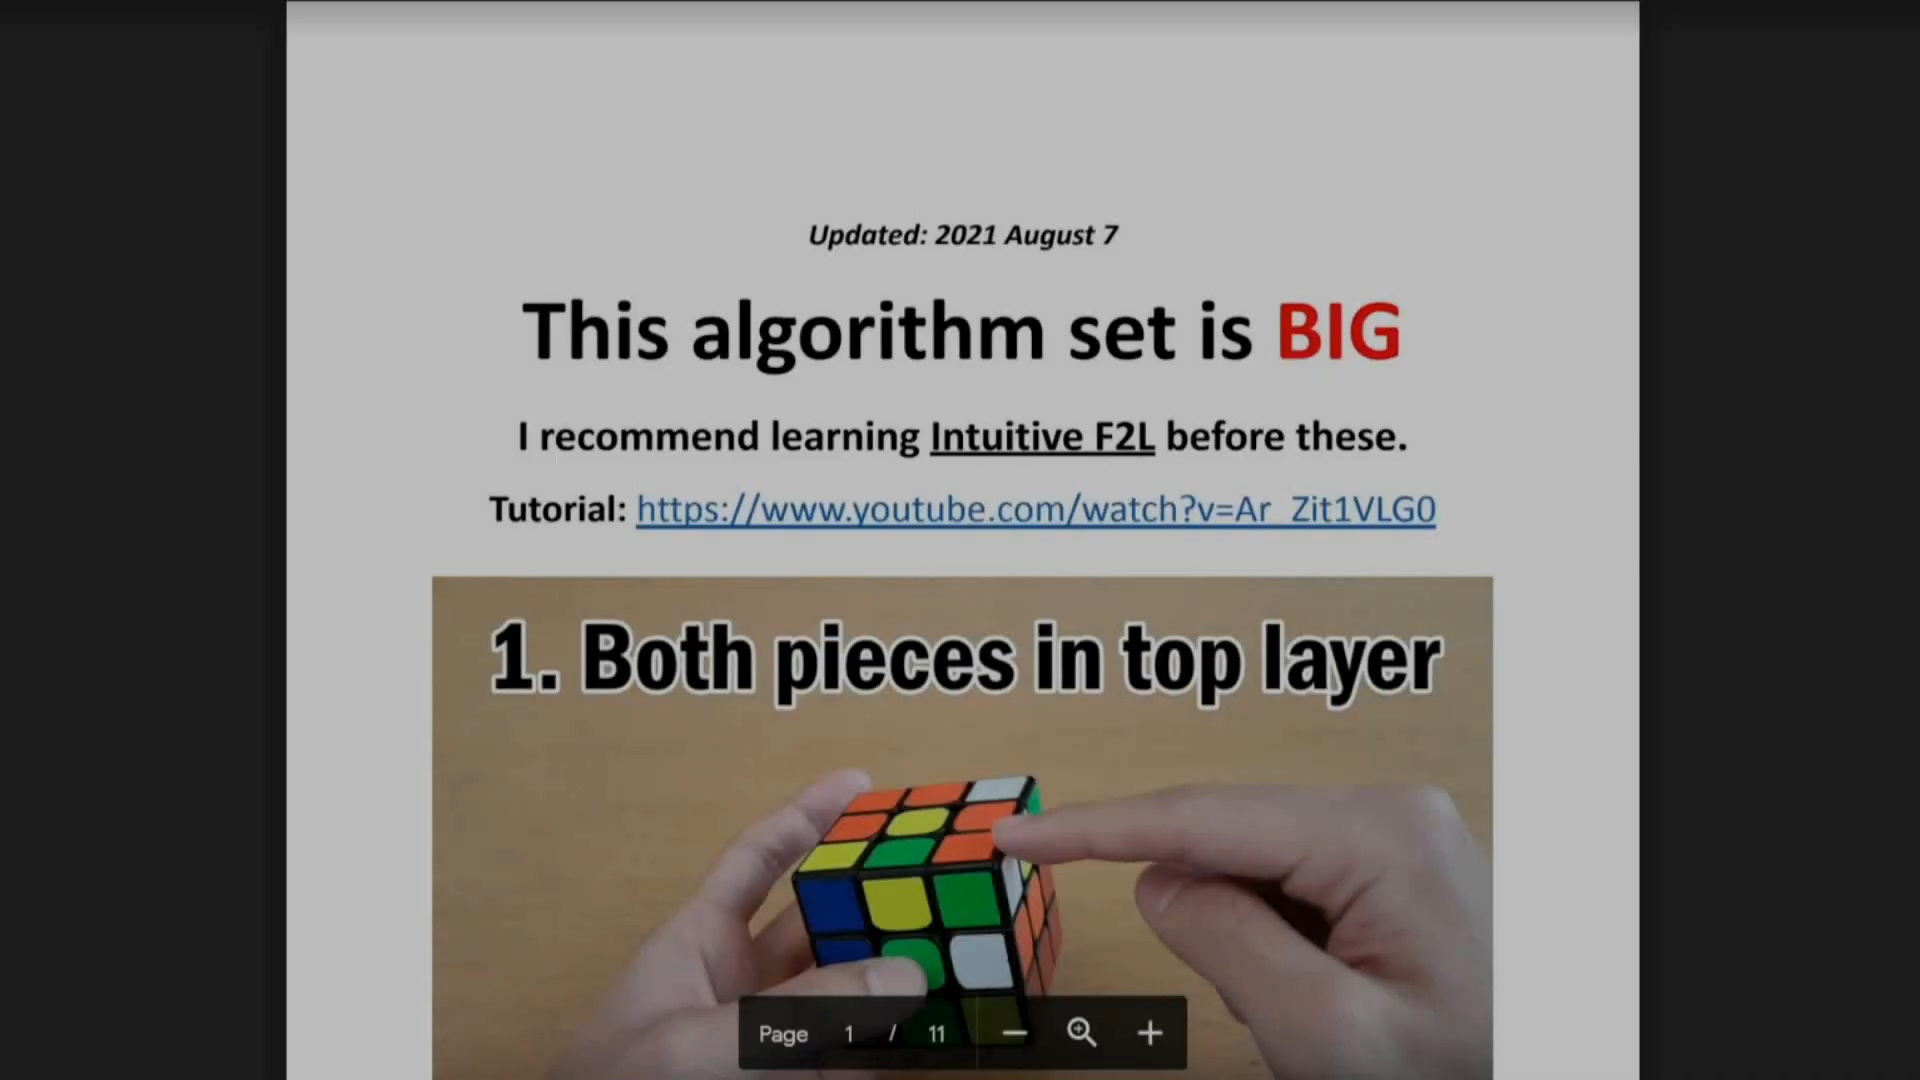 Updated: 2021 August 7
This algorithm set is BIG
I recommend learning Intuitive F2L before these.
Tutorial: https://www.youtube.com/watch?v=Ar_Zit1VLG0
1. Both pieces in top layer
Page 1 / 11